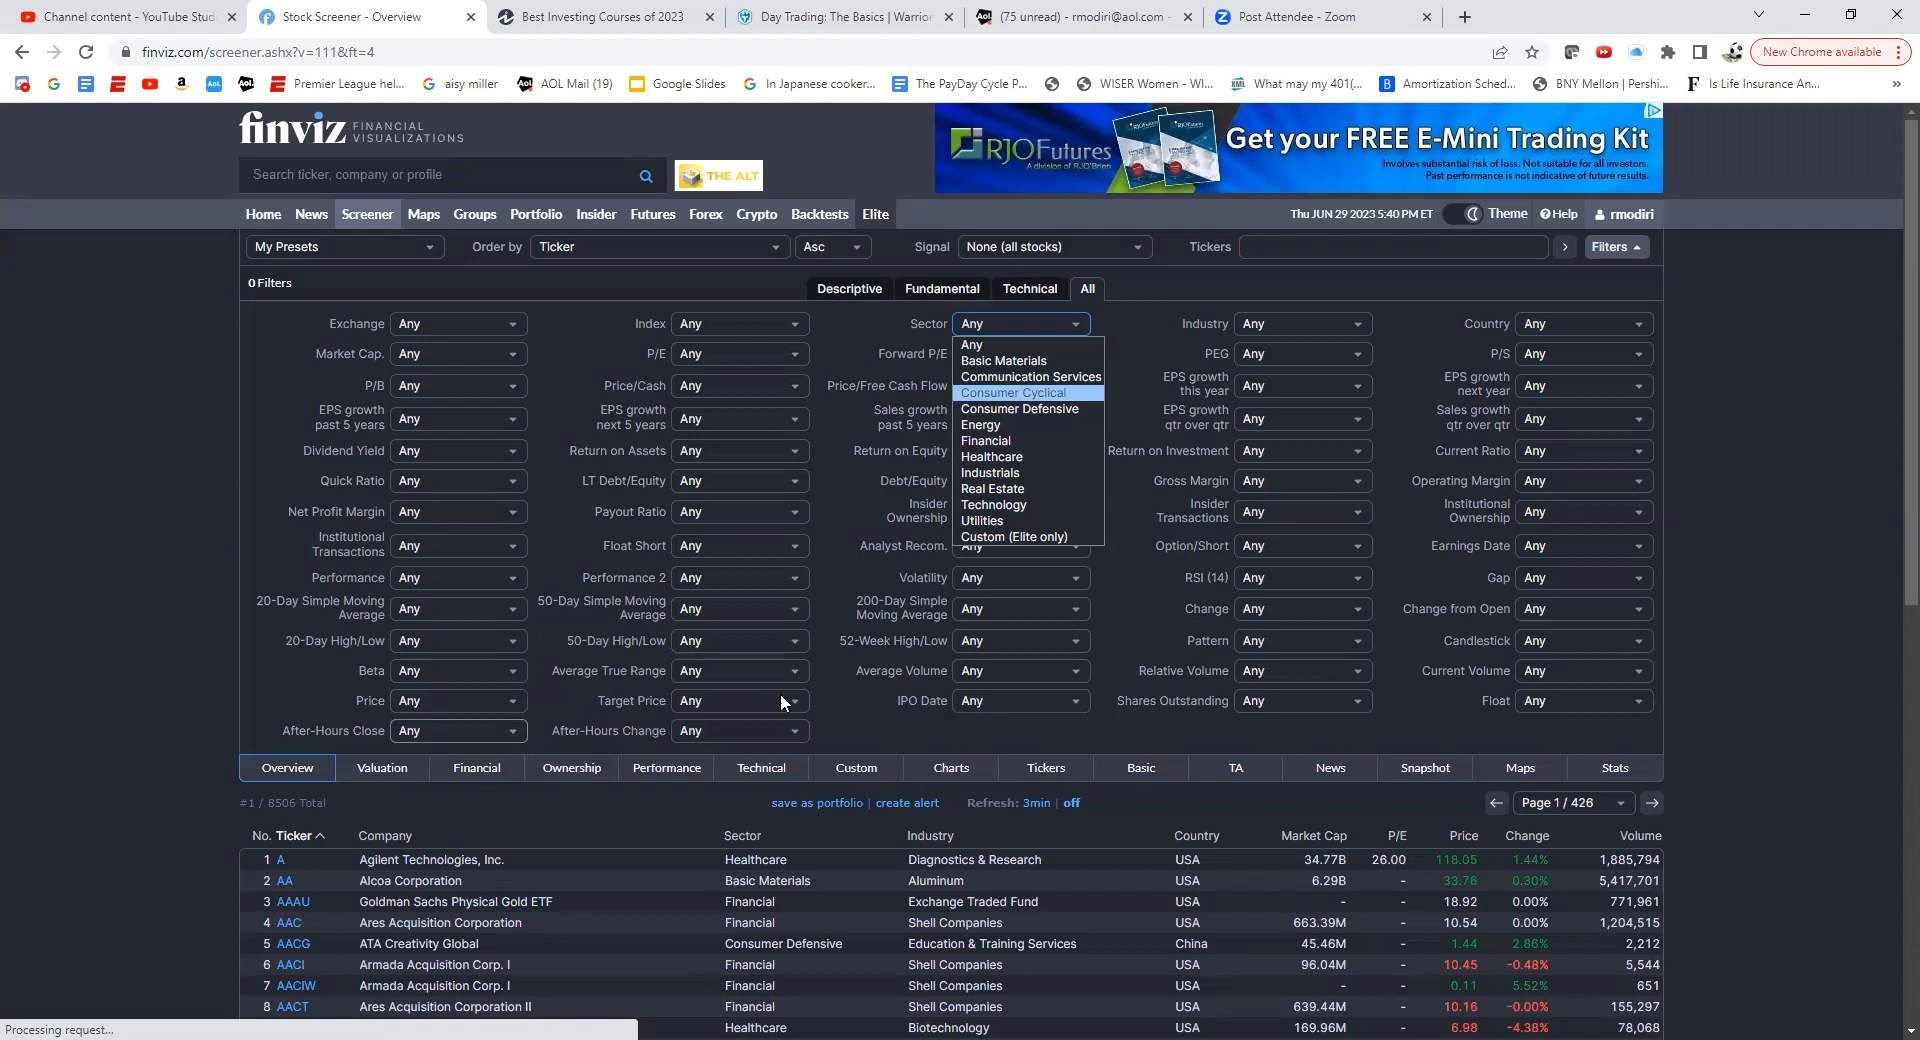 Channel content - YouTube Stud
Stock Screener - Overview
Best Investing Courses of 2023
Day Trading: The Basics | Warrior
(75 unread) - rmodiri@aol.com -
Post Attendee - Zoom
finviz.com/screener.ashx?v=111&ft=4
New Chrome available
Premier League hel...
aisy miller
AOL Mail (19)
Google Slides
In Japanese cooker...
The PayDay Cycle P...
WISER Women - WI...
What may my 401(...
Amortization Sched...
BNY Mellon | Pershi...
Is Life Insurance An...
finviz FINANCIAL VISUALIZATIONS
RJOFutures
A division of RJO'Brien
Get your FREE E-Mini Trading Kit
Involves substantial risk of loss. Not suitable for all investors.
Past performance is not indicative of future results.
Search ticker, company or profile
THE ALT
Home News Screener Maps Groups Portfolio Insider Futures Forex Crypto Backtests Elite
Thu JUN 29 2023 5:40 PM ET Theme Help rmodiri
My Presets Order by Ticker Asc Signal None (all stocks) Tickers > Filters
0 Filters
Descriptive Fundamental Technical All
Exchange Any Index Any Sector Any Industry Any Country Any
Any
Basic Materials
Communication Services
Consumer Cyclical
Consumer Defensive
Energy
Financial
Healthcare
Industrials
Real Estate
Technology
Utilities
Custom (Elite only)
Market Cap. Any P/E Any Forward P/E PEG Any P/S Any
P/B Any Price/Cash Any Price/Free Cash Flow EPS growth this year Any EPS growth next year Any
EPS growth past 5 years Any EPS growth next 5 years Any Sales growth past 5 years EPS growth qtr over qtr Any Sales growth qtr over qtr Any
Dividend Yield Any Return on Assets Any Return on Equity Return on Investment Any Current Ratio Any
Quick Ratio Any LT Debt/Equity Any Debt/Equity Gross Margin Any Operating Margin Any
Net Profit Margin Any Payout Ratio Any Insider Ownership Insider Transactions Any Institutional Ownership Any
Institutional Transactions Any Float Short Any Analyst Recom. Any Option/Short Any Earnings Date Any
Performance Any Performance 2 Any Volatility Any RSI (14) Any Gap Any
20-Day Simple Moving Average Any 50-Day Simple Moving Average Any 200-Day Simple Moving Average Any Change Any Change from Open Any
20-Day High/Low Any 50-Day High/Low Any 52-Week High/Low Any Pattern Any Candlestick Any
Beta Any Average True Range Any Average Volume Any Relative Volume Any Current Volume Any
Price Any Target Price Any IPO Date Any Shares Outstanding Any Float Any
After-Hours Close Any After-Hours Change Any
Overview Valuation Financial Ownership Performance Technical Custom Charts Tickers Basic TA News Snapshot Maps Stats
#1 / 8506 Total
save as portfolio | create alert Refresh: 3min | off
Page 1 / 426
No. Ticker Company Sector Industry Country Market Cap P/E Price Change Volume
1 A Agilent Technologies, Inc. Healthcare Diagnostics & Research USA 34.77B 26.00 118.05 1.44% 1,885,794
2 AA Alcoa Corporation Basic Materials Aluminum USA 6.29B - 33.76 0.30% 5,417,701
3 AAAU Goldman Sachs Physical Gold ETF Financial Exchange Traded Fund USA - - 18.92 0.00% 771,961
4 AAC Ares Acquisition Corporation Financial Shell Companies USA 663.39M - 10.54 0.00% 1,204,515
5 AACG ATA Creativity Global Consumer Defensive Education & Training Services China 45.46M - 1.44 2.86% 2,212
6 AACI Armada Acquisition Corp. I Financial Shell Companies USA 96.04M - 10.45 -0.48% 5,544
7 AACIW Armada Acquisition Corp. I Financial Shell Companies USA - - 0.11 5.52% 651
8 AACT Ares Acquisition Corporation II Financial Shell Companies USA 639.44M - 10.16 -0.00% 155,297
Healthcare Biotechnology USA 169.96M - 6.98 -4.38% 78,068
Processing request...